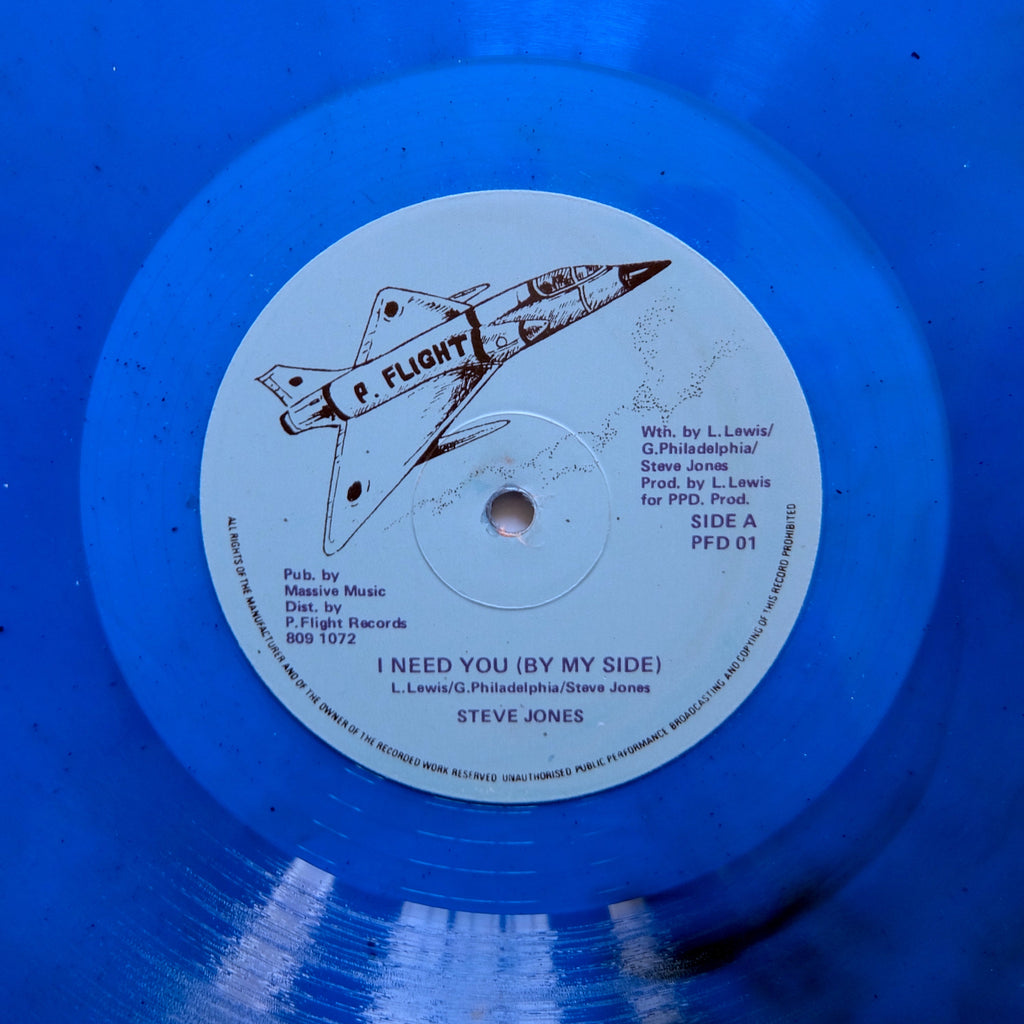 P. FLIGHT
Wth. by L.Lewis/
G.Philadelphia/
Steve Jones
Prod. by L.Lewis
for PPD. Prod.
SIDE A
PFD 01
Pub. by
Massive Music
Dist. by
P.Flight Records
809 1072
I NEED YOU (BY MY SIDE)
L.Lewis/G.Philadelphia/Steve Jones
STEVE JONES
ALL RIGHTS OF THE MANUFACTURER AND OF THE OWNER OF THE RECORDED WORK RESERVED UNAUTHORISED PUBLIC PERFORMANCE BROADCASTING AND COPYING OF THIS RECORD PROHIBITED